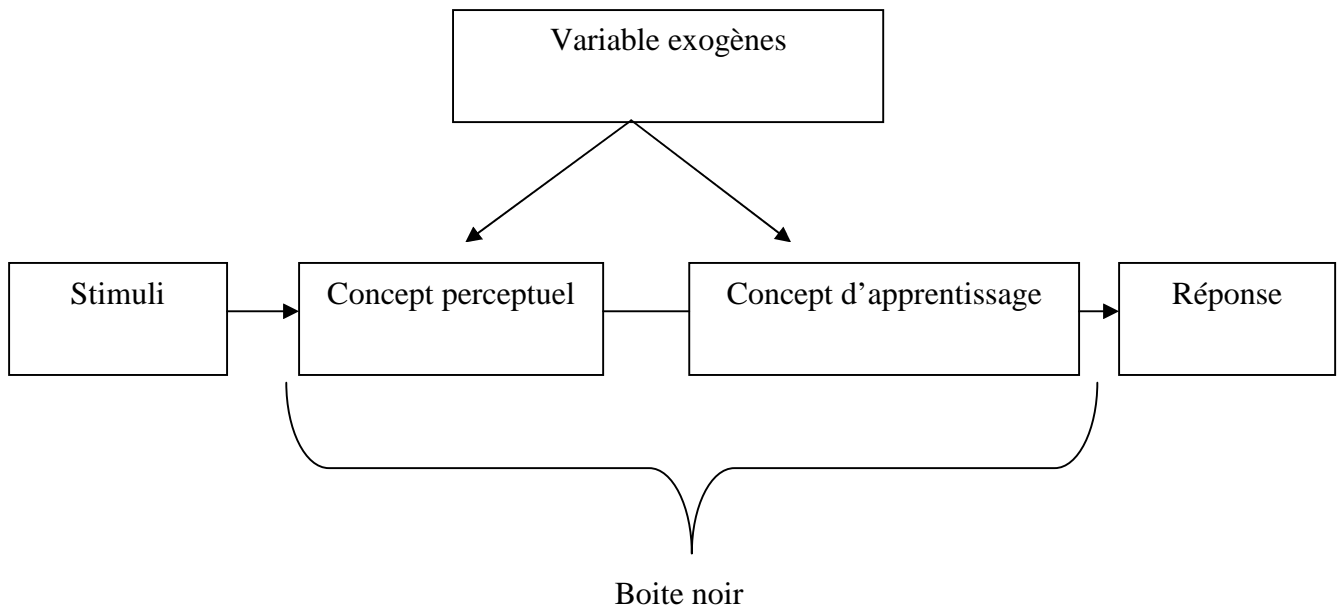 Variable exogènes
Stimuli
Concept perceptuel
Concept d’apprentissage
Réponse
Boite noir